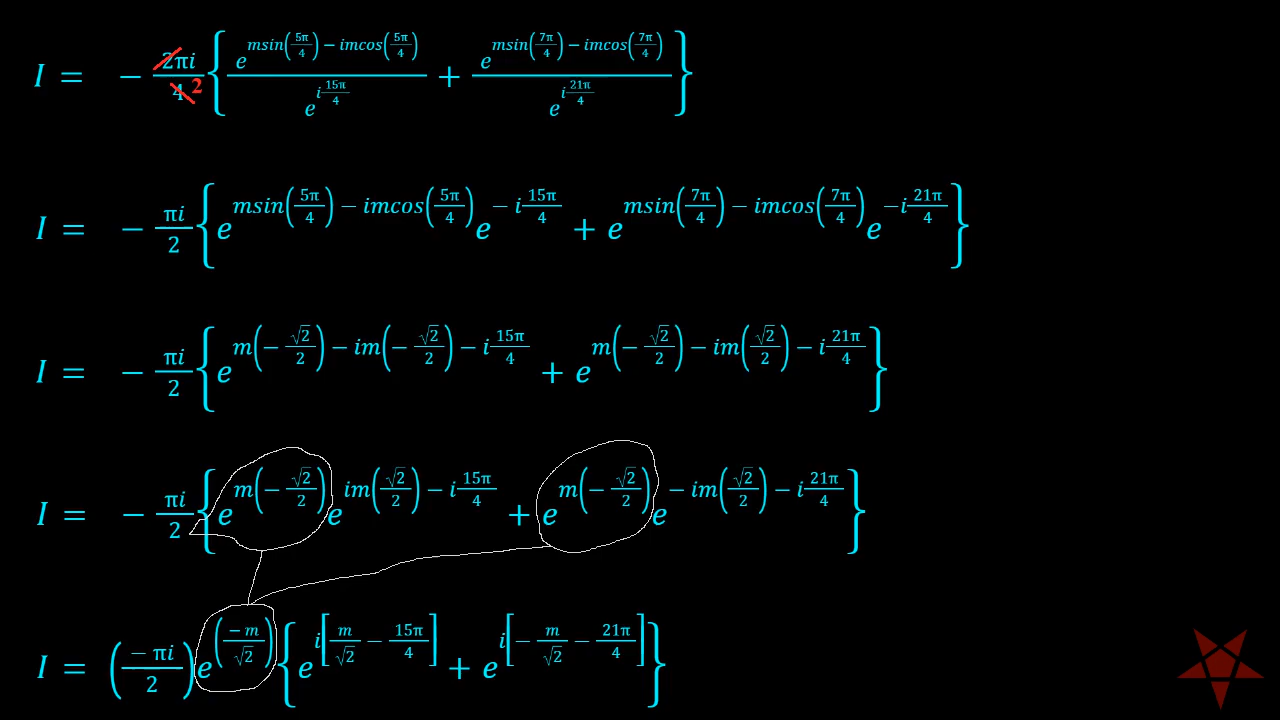 I = − 2πi/4 2 { e^(msin(5π/4) − imcos(5π/4)) / e^(i 15π/4) + e^(msin(7π/4) − imcos(7π/4)) / e^(i 21π/4) }
I = − πi/2 { e^(msin(5π/4) − imcos(5π/4)) e^(−i 15π/4) + e^(msin(7π/4) − imcos(7π/4)) e^(−i 21π/4) }
I = − πi/2 { e^(m(− √2/2) − im(− √2/2) − i 15π/4) + e^(m(− √2/2) − im(√2/2) − i 21π/4) }
I = − πi/2 { e^(m(− √2/2)) e^(im(√2/2) − i 15π/4) + e^(m(− √2/2)) e^(− im(√2/2) − i 21π/4) }
I = (−πi/2) e^(−m/√2) { e^(i[m/√2 − 15π/4]) + e^(i[− m/√2 − 21π/4]) }